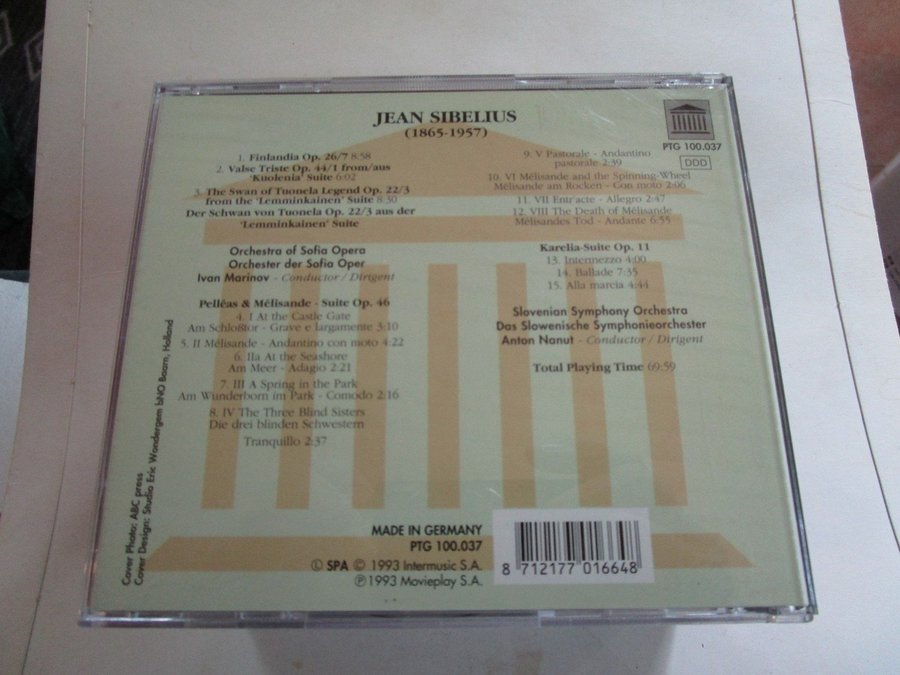 JEAN SIBELIUS
(1865-1957)
PTG 100.037
DDD
1. Finlandia Op. 26/7 8:58
2. Valse Triste Op. 44/1 from/aus
'Kuolenia' Suite 6:02
3. The Swan of Tuonela Legend Op. 22/3
from the 'Lemminkainen' Suite 8:30
Der Schwan von Tuonela Op. 22/3 aus der
'Lemminkainen' Suite
Orchestra of Sofia Opera
Orchester der Sofia Oper
Ivan Marinov - Conductor/Dirigent
Pelléas & Mélisande - Suite Op. 46
4. I At the Castle Gate
Am Schloßtor - Grave e largamente 3:10
5. II Mélisande - Andantino con moto 4:22
6. IIa At the Seashore
Am Meer - Adagio 2:21
7. III A Spring in the Park
Am Wunderborn im Park - Comodo 2:16
8. IV The Three Blind Sisters
Die drei blinden Schwestern
Tranquillo 2:37
9. V Pastorale - Andantino
pastorale 2:39
10. VI Mélisande and the Spinning-Wheel
Mélisande am Rocken - Con moto 2:06
11. VII Entr'acte - Allegro 2:47
12. VIII The Death of Mélisande
Mélisandes Tod - Andante 6:55
Karelia-Suite Op. 11
13. Intermezzo 4:00
14. Ballade 7:35
15. Alla marcia 4:44
Slovenian Symphony Orchestra
Das Slowenische Symphonieorchester
Anton Nanut - Conductor/Dirigent
Total Playing Time 69:59
Cover Photo: ABC press
Cover Design: Studio Eric Wondergem bNO Baarn, Holland
MADE IN GERMANY
PTG 100.037
Ⓛ SPA © 1993 Intermusic S.A.
℗ 1993 Movieplay S.A.
8 712177 016648